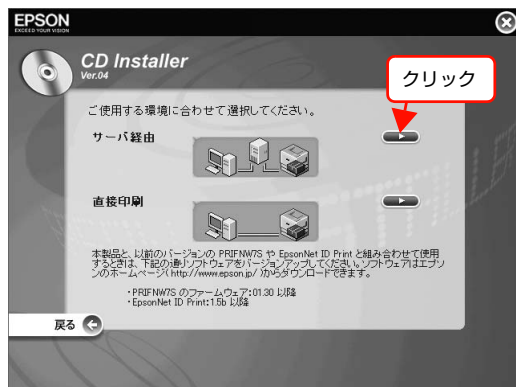 EPSON
EXCEED YOUR VISION
CD Installer
Ver.04
クリック
ご使用する環境に合わせて選択してください。
サーバ経由
直接印刷
本製品と、以前のバージョンの PRIFNW7S や EpsonNet ID Print と組み合わせて使用
するときは、下記の通りソフトウェアをバージョンアップしてください。ソフトウェアはエプソ
ンのホームページ(http://www.epson.jp/)からダウンロードできます。
・PRIFNW7S のファームウェア:01.30 以降
・EpsonNet ID Print:1.5b 以降
戻る